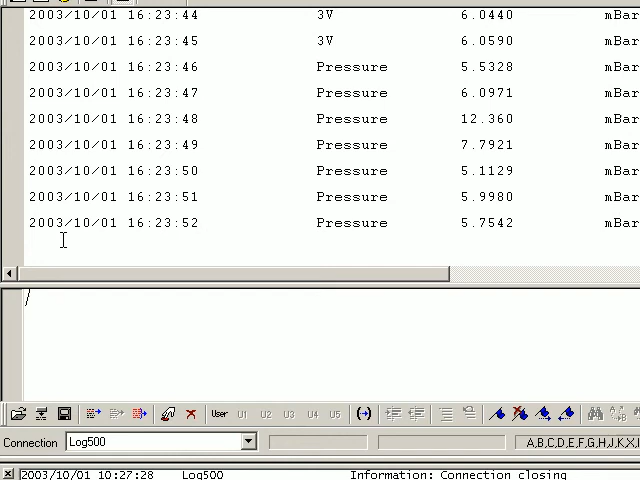 2003/10/01 16:23:44 3V 6.0440 mBar
2003/10/01 16:23:45 3V 6.0590 mBar
2003/10/01 16:23:46 Pressure 5.5328 mBar
2003/10/01 16:23:47 Pressure 6.0971 mBar
2003/10/01 16:23:48 Pressure 12.360 mBar
2003/10/01 16:23:49 Pressure 7.7921 mBar
2003/10/01 16:23:50 Pressure 5.1129 mBar
2003/10/01 16:23:51 Pressure 5.9980 mBar
2003/10/01 16:23:52 Pressure 5.7542 mBar
/
User U1 U2 U3 U4 U5
Connection Log500 A,B,C,D,E,F,G,H,J,K,X,I
2003/10/01 10:27:28 Log500 Information: Connection closing